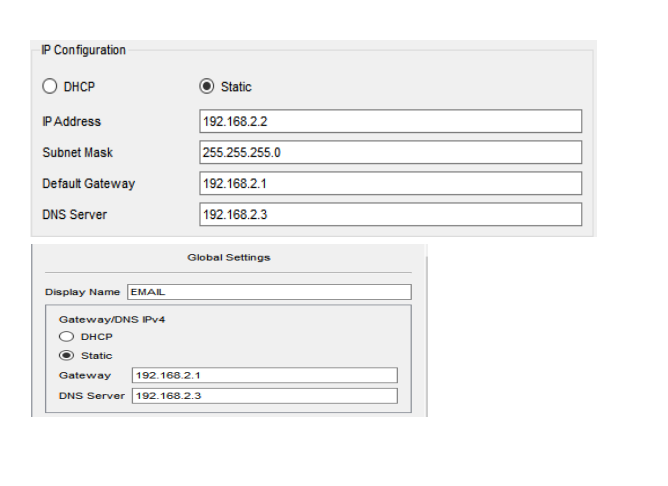 IP Configuration
DHCP Static
IP Address 192.168.2.2
Subnet Mask 255.255.255.0
Default Gateway 192.168.2.1
DNS Server 192.168.2.3
Global Settings
Display Name EMAIL
Gateway/DNS IPv4
DHCP
Static
Gateway 192.168.2.1
DNS Server 192.168.2.3